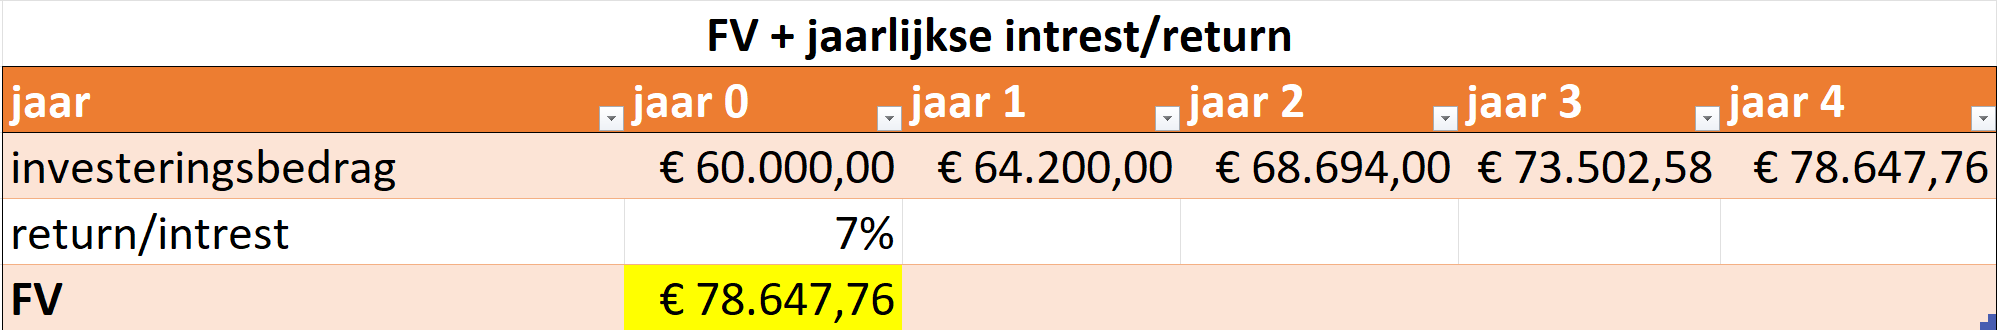 FV + jaarlijkse intrest/return
jaar jaar 0 jaar 1 jaar 2 jaar 3 jaar 4
investeringsbedrag € 60.000,00 € 64.200,00 € 68.694,00 € 73.502,58 € 78.647,76
return/intrest 7%
FV € 78.647,76